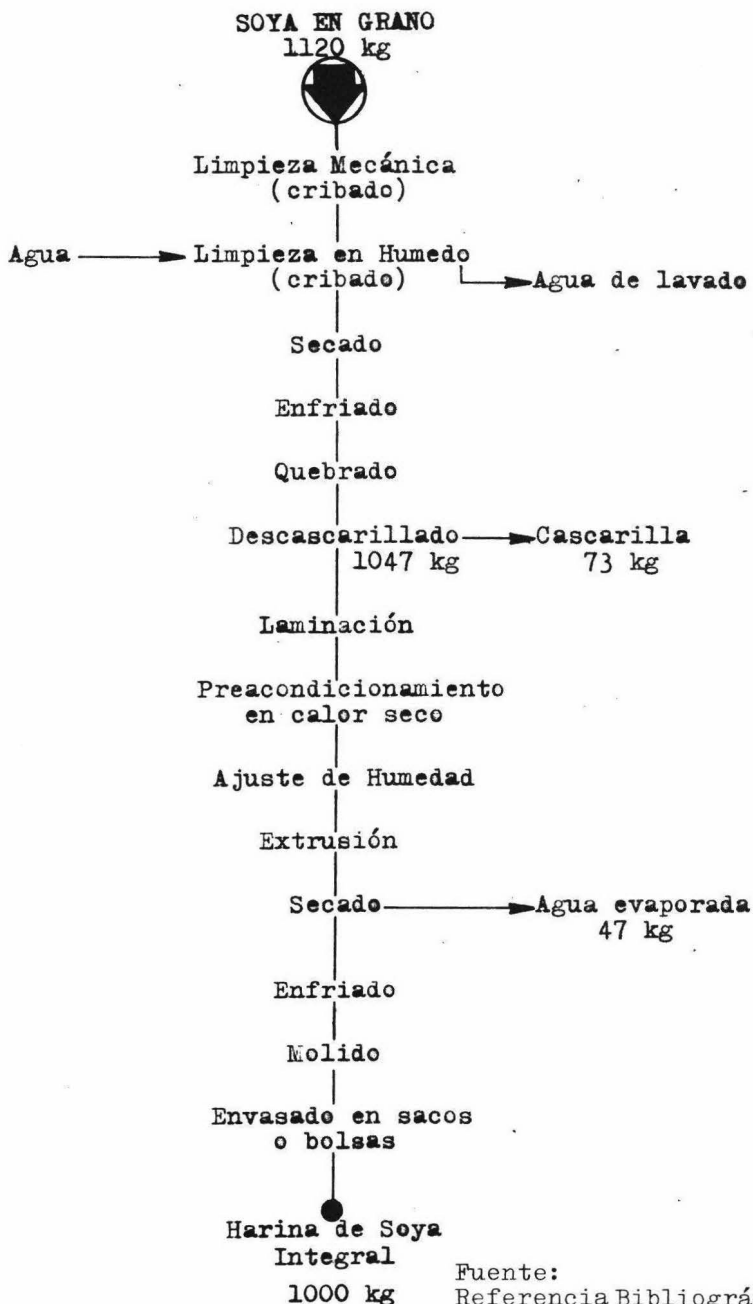 SOYA EN GRANO
1120 kg
Limpieza Mecánica
(cribado)
Agua
Limpieza en Humedo
(cribado)
Agua de lavado
Secado
Enfriado
Quebrado
Descascarillado
1047 kg
Cascarilla
73 kg
Laminación
Preacondicionamiento
en calor seco
Ajuste de Humedad
Extrusión
Secado
Agua evaporada
47 kg
Enfriado
Molido
Envasado en sacos
o bolsas
Harina de Soya
Integral
1000 kg
Fuente:
Referencia Bibliográ